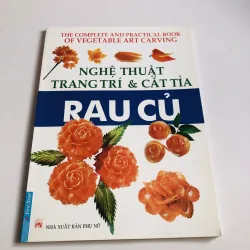 THE COMPLETE AND PRACTICAL BOOK
OF VEGETABLE ART CARVING
NGHỆ THUẬT
TRANG TRÍ & CẮT TỈA
RAU CỦ
NHÀ XUẤT BẢN PHỤ NỮ